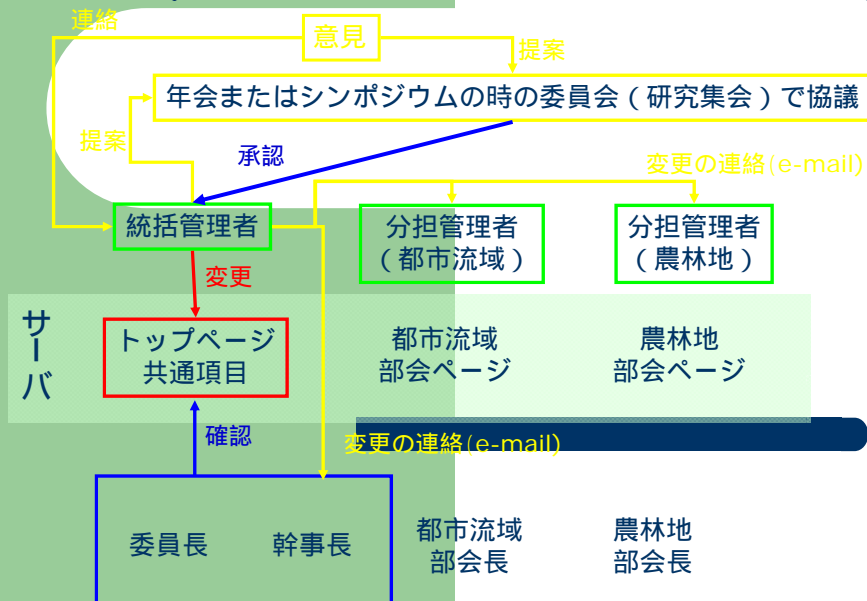 連絡
意見
提案
年会またはシンポジウムの時の委員会(研究集会)で協議
提案
承認
変更の連絡(e-mail)
統括管理者
分担管理者
(都市流域)
分担管理者
(農林地)
変更
サーバ
トップページ
共通項目
都市流域
部会ページ
農林地
部会ページ
確認
変更の連絡(e-mail)
委員長
幹事長
都市流域
部会長
農林地
部会長